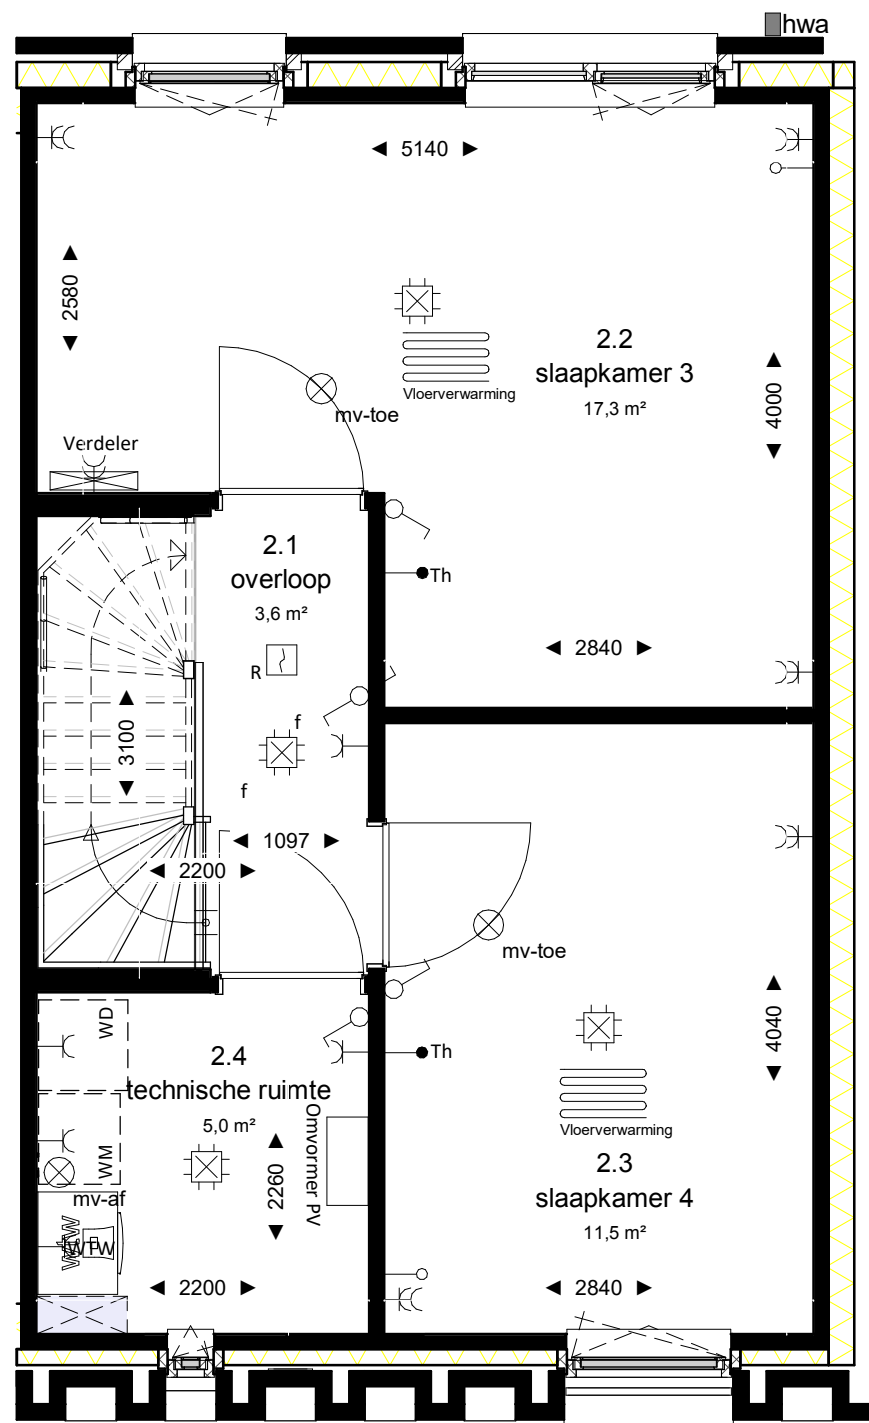 hwa
5140
2580
2.2
slaapkamer 3
17,3 m²
4000
Vloerverwarming
mv-toe
Verdeler
2.1
overloop
3,6 m²
Th
2840
R
f
3100
f
1097
2200
mv-toe
WD
2.4
technische ruimte
5,0 m²
Th
4040
Vloerverwarming
Omvormer PV
WM
mv-af
2260
2.3
slaapkamer 4
11,5 m²
WTW
2200
2840